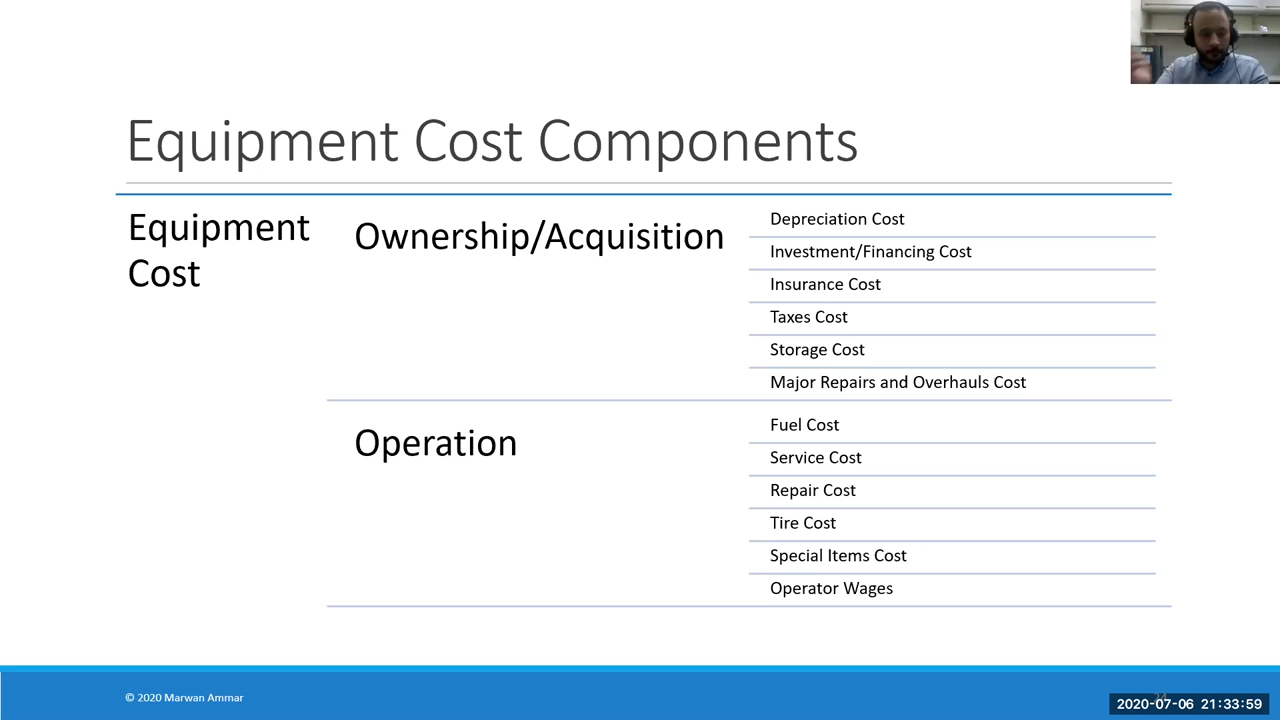 Equipment Cost Components
Equipment
Cost
Ownership/Acquisition
Depreciation Cost
Investment/Financing Cost
Insurance Cost
Taxes Cost
Storage Cost
Major Repairs and Overhauls Cost
Operation
Fuel Cost
Service Cost
Repair Cost
Tire Cost
Special Items Cost
Operator Wages
© 2020 Marwan Ammar
2020-07-06 21:33:59